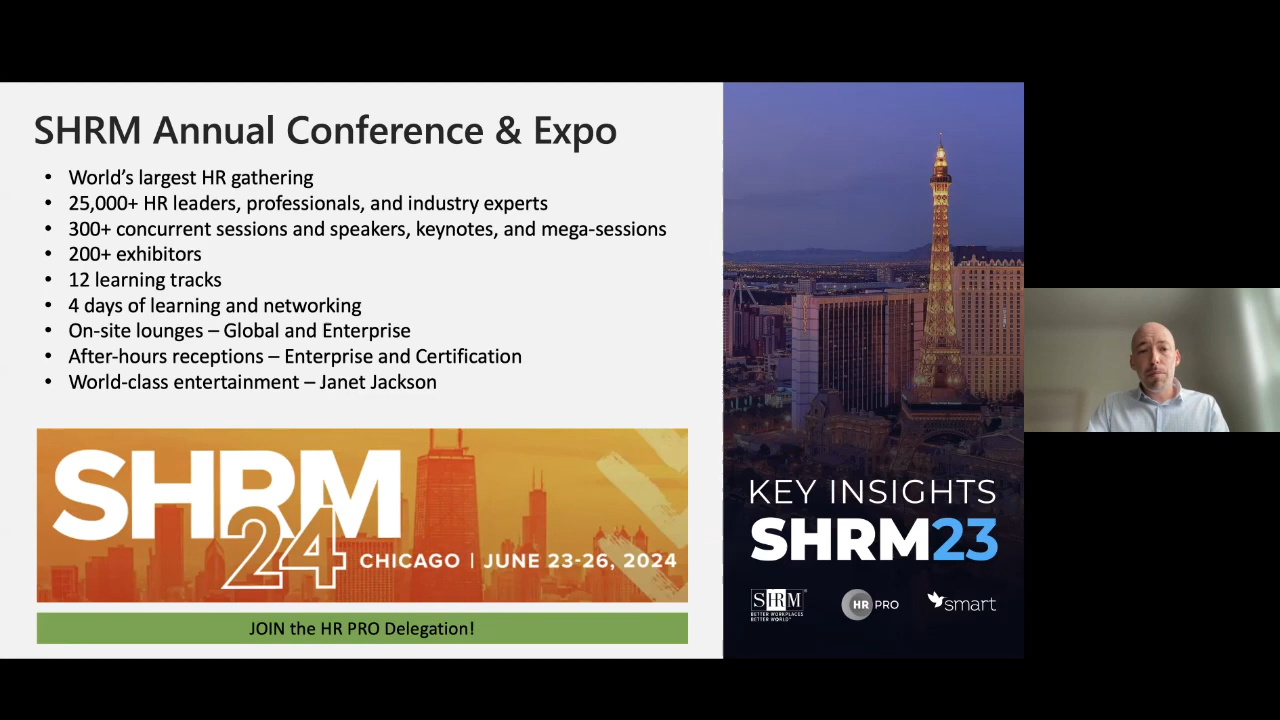 SHRM Annual Conference & Expo
• World's largest HR gathering
• 25,000+ HR leaders, professionals, and industry experts
• 300+ concurrent sessions and speakers, keynotes, and mega-sessions
• 200+ exhibitors
• 12 learning tracks
• 4 days of learning and networking
• On-site lounges – Global and Enterprise
• After-hours receptions – Enterprise and Certification
• World-class entertainment – Janet Jackson
SHRM
24
CHICAGO | JUNE 23-26, 2024
JOIN the HR PRO Delegation!
KEY INSIGHTS
SHRM23
SHRM
BETTER WORKPLACES
BETTER WORLD™
HR PRO
smart